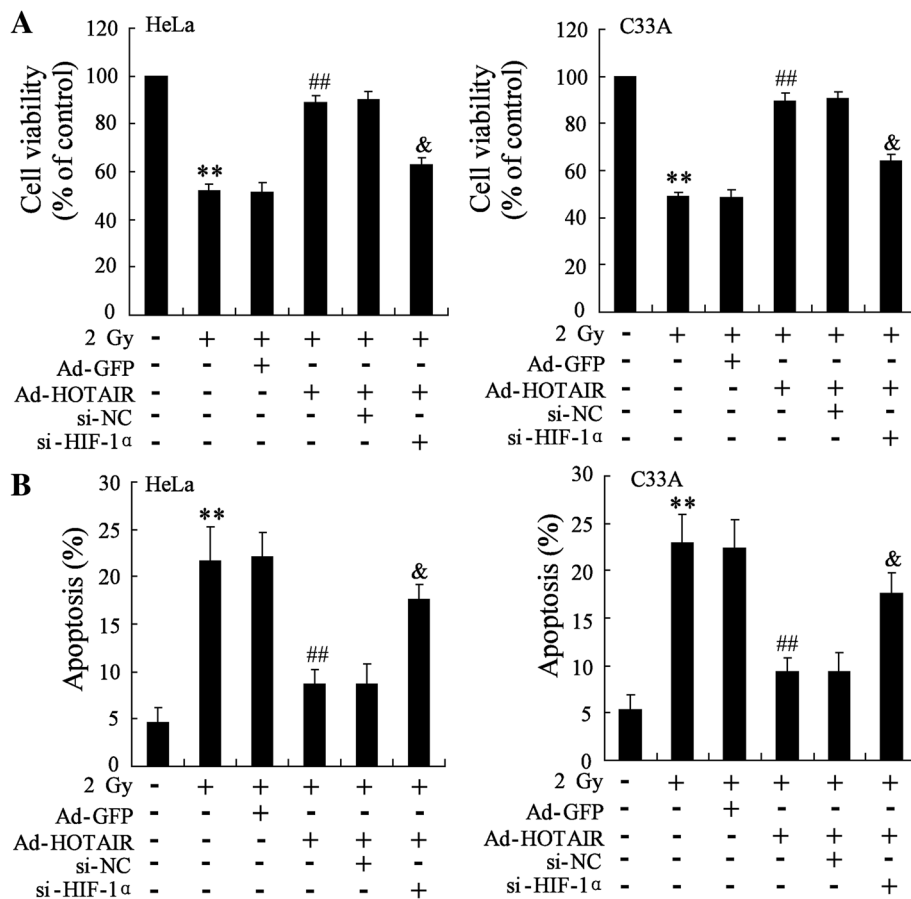 A
HeLa
Cell viability
(% of control)
120
100
80
60
40
20
0
**
##
&
2 Gy - + + + + +
Ad-GFP - - + - - -
Ad-HOTAIR - - - + + +
si-NC - - - - + -
si-HIF-1α - - - - - +
C33A
Cell viability
(% of control)
120
100
80
60
40
20
0
**
##
&
2 Gy - + + + + +
Ad-GFP - - + - - -
Ad-HOTAIR - - - + + +
si-NC - - - - + -
si-HIF-1α - - - - - +
B
HeLa
Apoptosis (%)
30
25
20
15
10
5
0
**
##
&
2 Gy - + + + + +
Ad-GFP - - + - - -
Ad-HOTAIR - - - + + +
si-NC - - - - + -
si-HIF-1α - - - - - +
C33A
Apoptosis (%)
30
25
20
15
10
5
0
**
##
&
2 Gy - + + + + +
Ad-GFP - - + - - -
Ad-HOTAIR - - - + + +
si-NC - - - - + -
si-HIF-1α - - - - - +